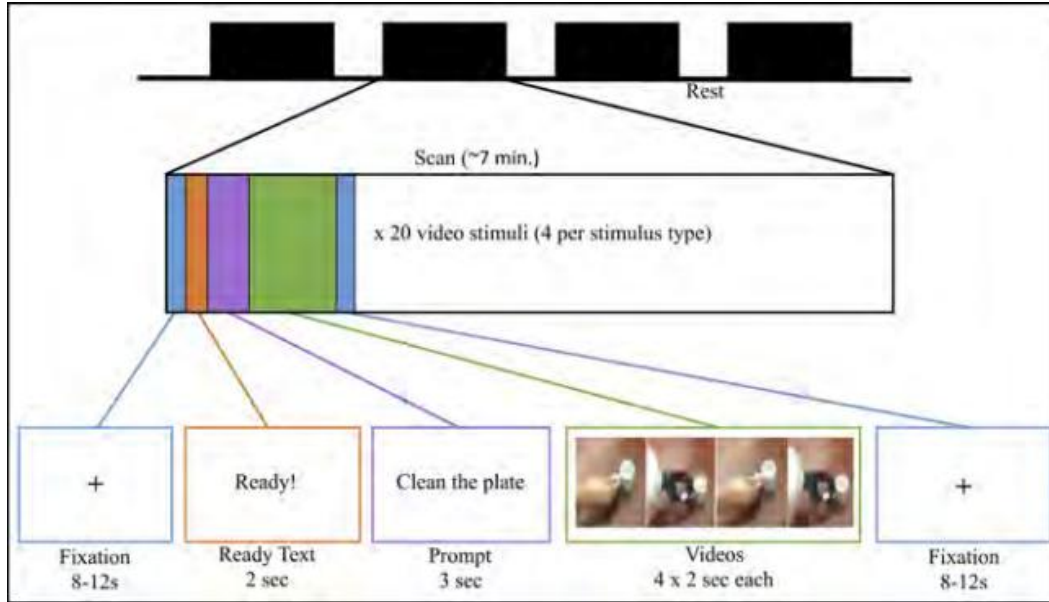 Rest
Scan (~7 min.)
x 20 video stimuli (4 per stimulus type)
+
Ready!
Clean the plate
+
Fixation
8-12s
Ready Text
2 sec
Prompt
3 sec
Videos
4 x 2 sec each
Fixation
8-12s